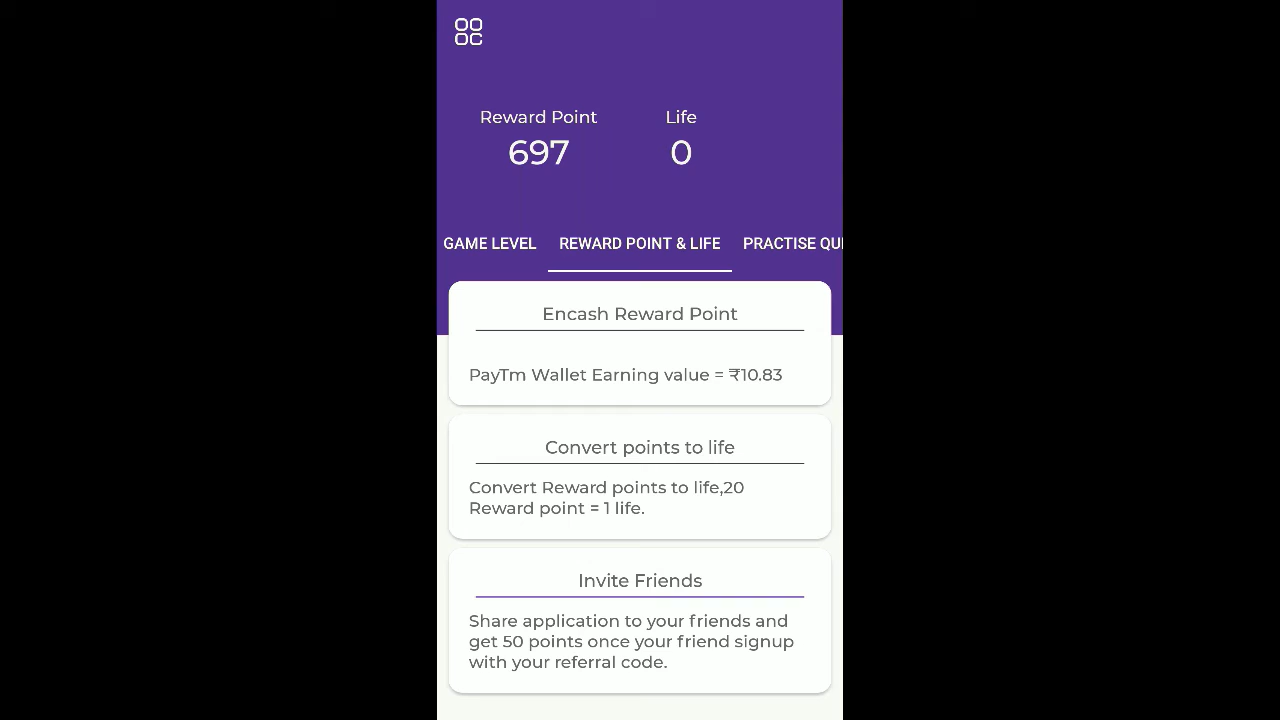 Reward Point
Life
697
0
GAME LEVEL
REWARD POINT & LIFE
PRACTISE
Encash Reward Point
PayTm Wallet Earning value = ₹10.83
Convert points to life
Convert Reward points to life,20
Reward point = 1 life.
Invite Friends
Share application to your friends and
get 50 points once your friend signup
with your referral code.